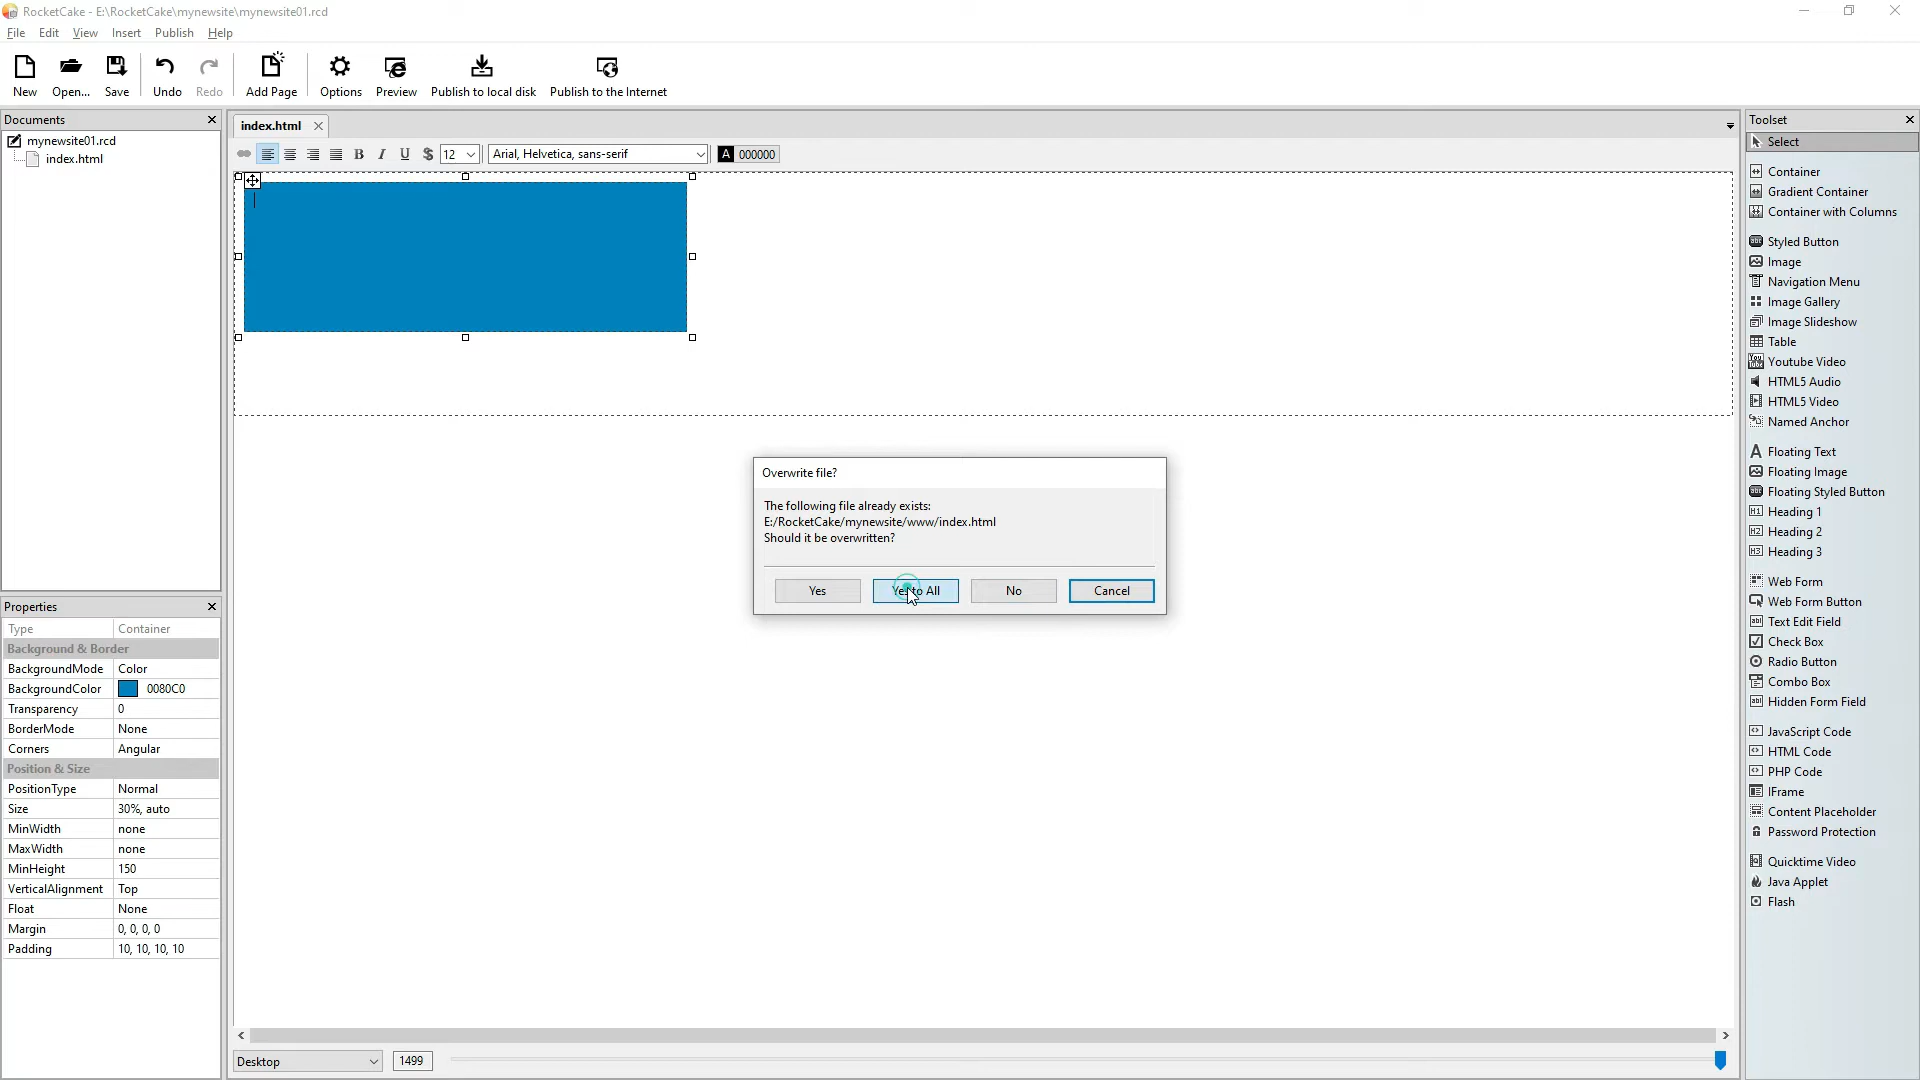 RocketCake - E:\RocketCake\mynewsite\mynewsite01.rcd
File Edit View Insert Publish Help
New Open... Save Undo Redo Add Page Options Preview Publish to local disk Publish to the Internet
Documents
mynewsite01.rcd
index.html
index.html
B I U $ 12 Arial, Helvetica, sans-serif A 000000
Overwrite file?
The following file already exists:
E:/RocketCake/mynewsite/www/index.html
Should it be overwritten?
Yes Yes to All No Cancel
Properties
Type Container
Background & Border
BackgroundMode Color
BackgroundColor 0080C0
Transparency 0
BorderMode None
Corners Angular
Position & Size
PositionType Normal
Size 30%, auto
MinWidth none
MaxWidth none
MinHeight 150
VerticalAlignment Top
Float None
Margin 0, 0, 0, 0
Padding 10, 10, 10, 10
Desktop 1499
Toolset
Select
Container
Gradient Container
Container with Columns
Styled Button
Image
Navigation Menu
Image Gallery
Image Slideshow
Table
Youtube Video
HTML5 Audio
HTML5 Video
Named Anchor
Floating Text
Floating Image
Floating Styled Button
Heading 1
Heading 2
Heading 3
Web Form
Web Form Button
Text Edit Field
Check Box
Radio Button
Combo Box
Hidden Form Field
JavaScript Code
HTML Code
PHP Code
IFrame
Content Placeholder
Password Protection
Quicktime Video
Java Applet
Flash